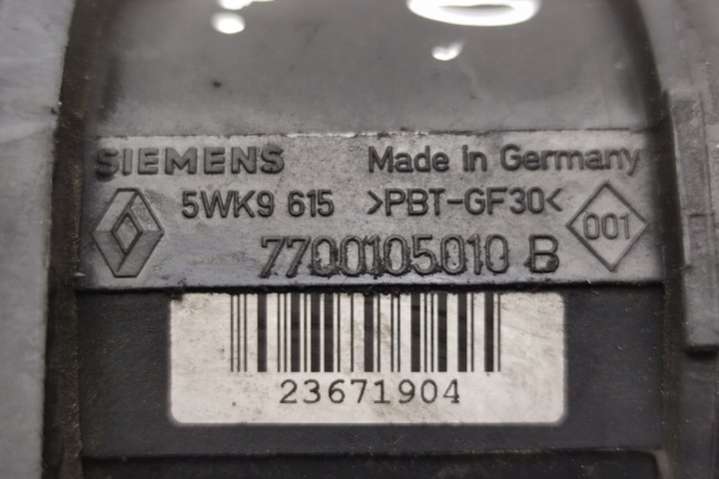 SIEMENS Made in Germany
5WK9 615 >PBT-GF30< 001
7700105010 B
23671904